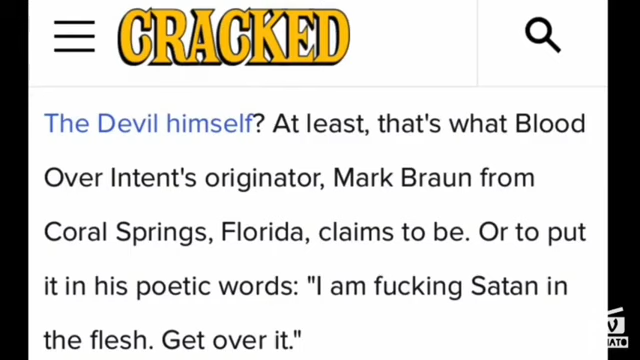 CRACKED
The Devil himself? At least, that's what Blood
Over Intent's originator, Mark Braun from
Coral Springs, Florida, claims to be. Or to put
it in his poetic words: "I am fucking Satan in
the flesh. Get over it."